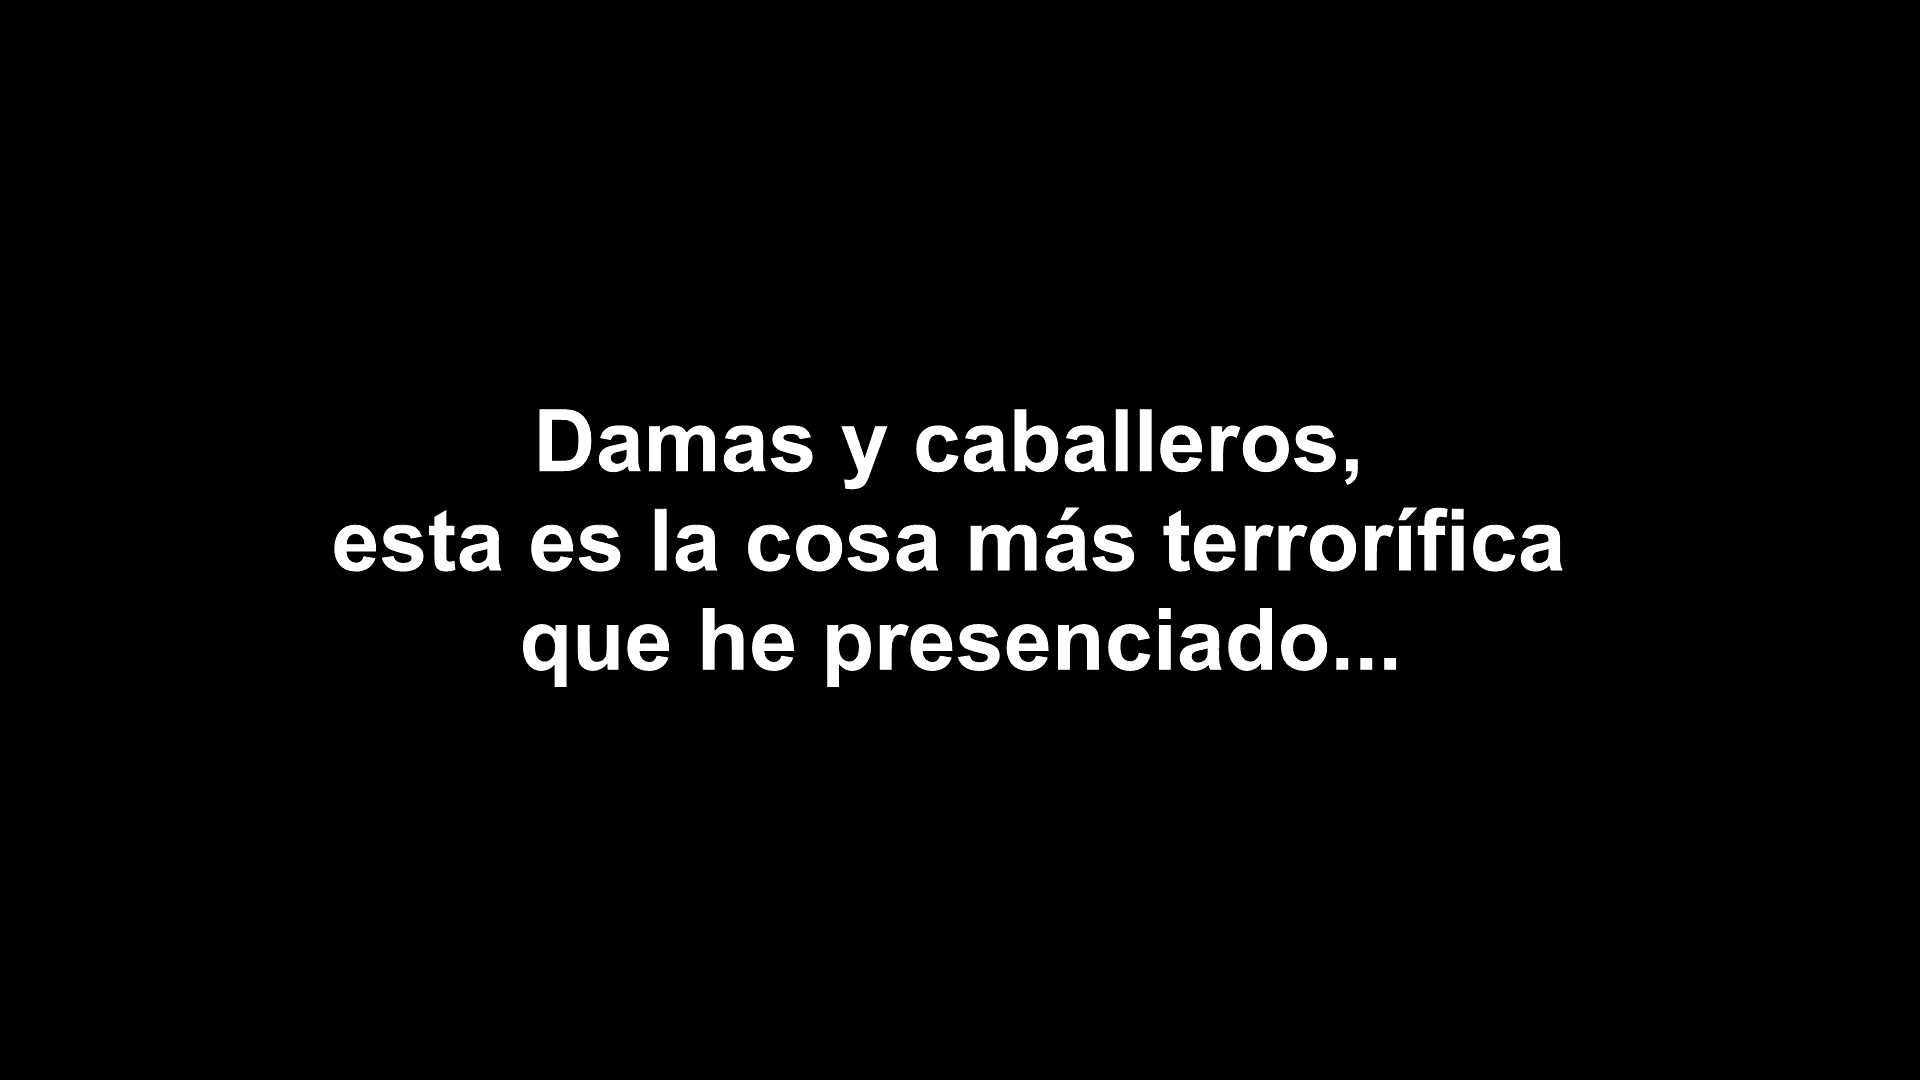 Damas y caballeros,
esta es la cosa más terrorífica
que he presenciado...